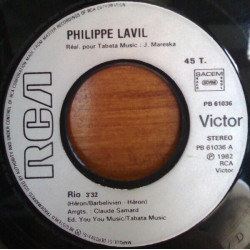 PHILIPPE LAVIL
Réal. pour Tabata Music : J. Mareska
45 T.
SACEM
PB 61036
RCA
Victor
STEREO
PB 61036 A
℗ 1982
RCA
Victor
Rio 3'32
(Héron/Barbelivien - Héron)
Arrgts. : Claude Samard
Ed. You You Music/Tabata Music